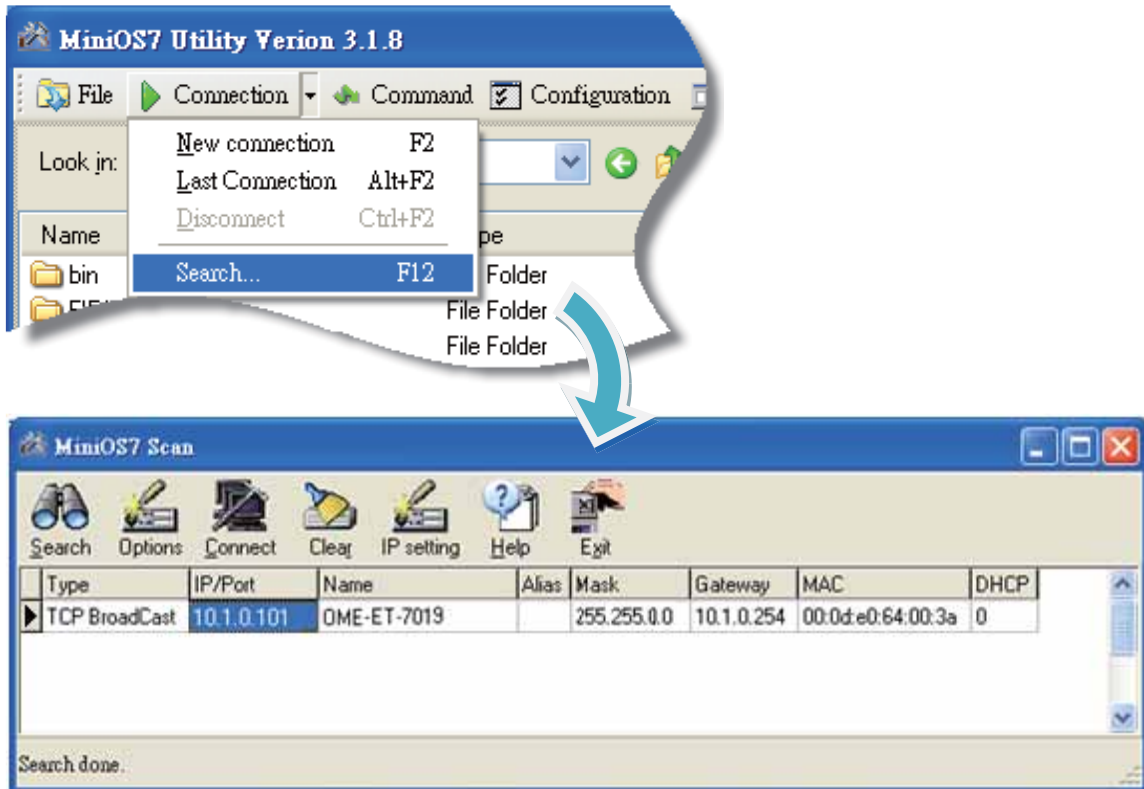 MiniOS7 Utility Verion 3.1.8
File Connection Command Configuration
Look in:
New connection F2
Last Connection Alt+F2
Disconnect Ctrl+F2
Search... F12
Name
bin
Folder
File Folder
File Folder
MiniOS7 Scan
Search Options Connect Clear IP setting Help Exit
Type IP/Port Name Alias Mask Gateway MAC DHCP
TCP BroadCast 10.1.0.101 OME-ET-7019 255.255.0.0 10.1.0.254 00:0d:e0:64:00:3a 0
Search done.